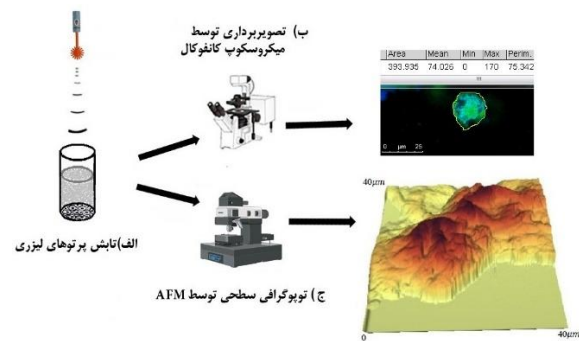 ب) تصویربرداری توسط
میکروسکوپ کانفوکال
Area Mean Min Max Perim.
393.935 74.026 0 170 75.342
μm 25
الف)تابش پرتوهای لیزری
40μm
ج) توپوگرافی سطحی توسط AFM
0
40μm